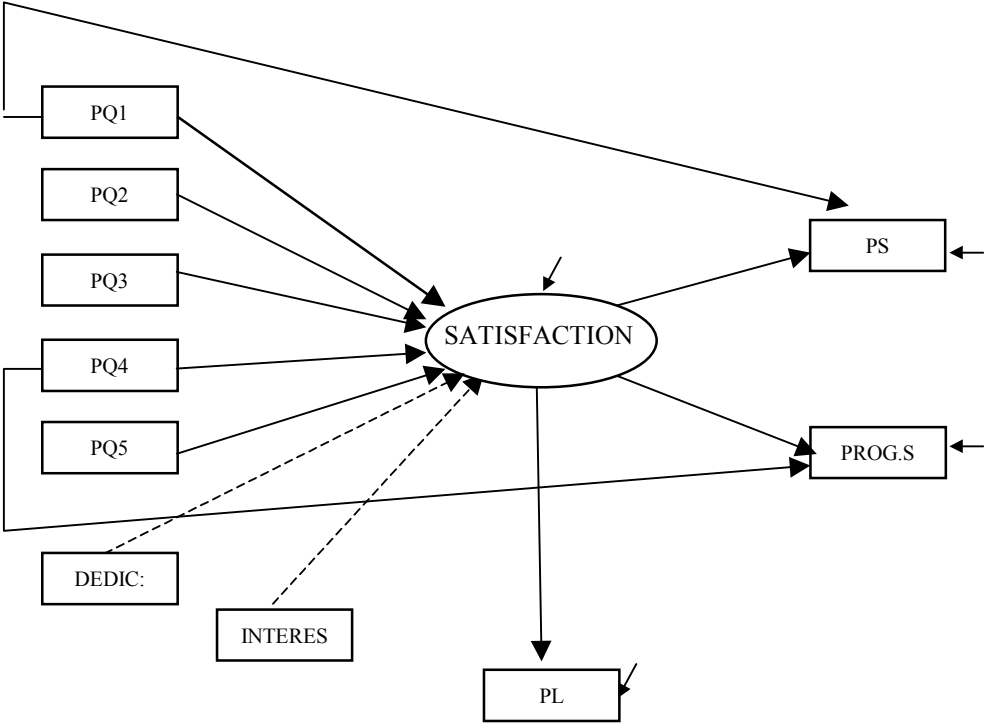 PQ1
PQ2
PS
PQ3
SATISFACTION
PQ4
PQ5
PROG.S
DEDIC:
INTERES
PL